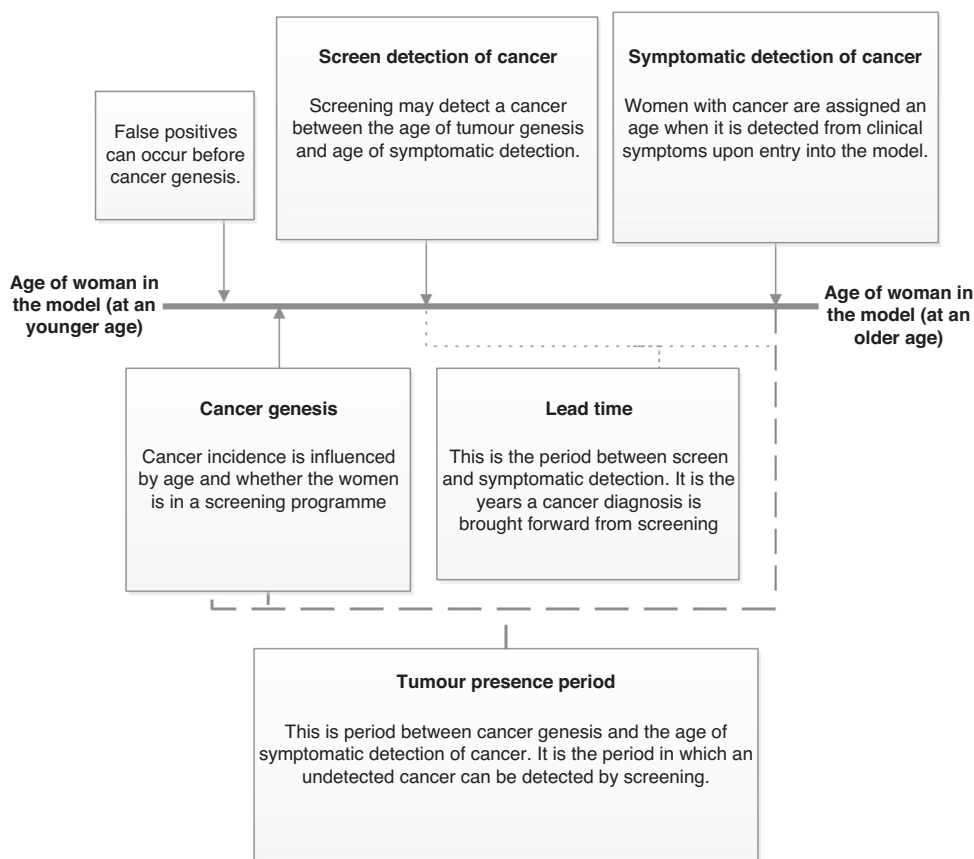 Screen detection of cancer
Screening may detect a cancer
between the age of tumour genesis
and age of symptomatic detection.
Symptomatic detection of cancer
Women with cancer are assigned an
age when it is detected from clinical
symptoms upon entry into the model.
False positives
can occur before
cancer genesis.
Age of woman in
the model (at an
younger age)
Age of woman in
the model (at an
older age)
Cancer genesis
Cancer incidence is influenced
by age and whether the women
is in a screening programme
Lead time
This is the period between screen
and symptomatic detection. It is the
years a cancer diagnosis is
brought forward from screening
Tumour presence period
This is period between cancer genesis and the age of
symptomatic detection of cancer. It is the period in which an
undetected cancer can be detected by screening.